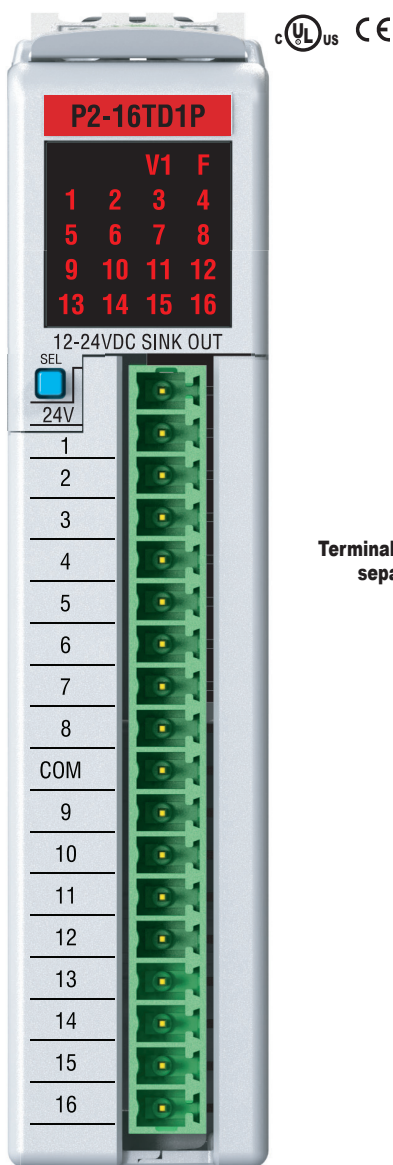 c UL us CE
P2-16TD1P
V1 F
1 2 3 4
5 6 7 8
9 10 11 12
13 14 15 16
12-24VDC SINK OUT
SEL
24V
1
2
3
4
5
6
7
8
COM
9
10
11
12
13
14
15
16
Terminal
sepa